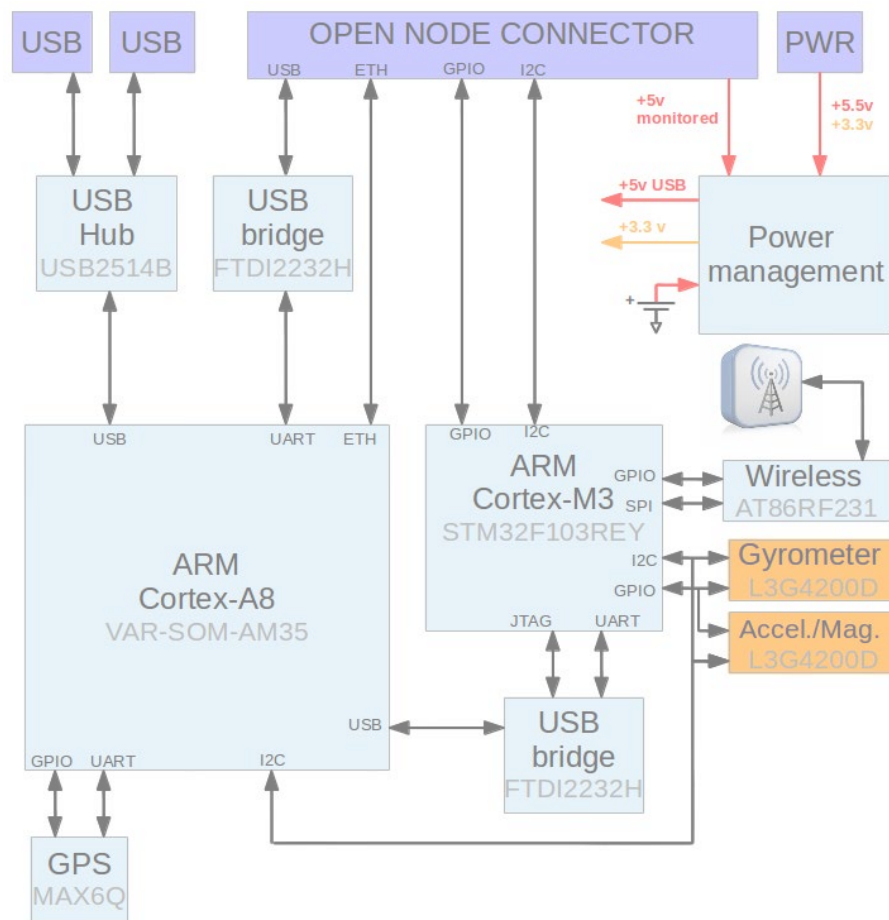 USB
USB
OPEN NODE CONNECTOR
USB
ETH
GPIO
I2C
PWR
+5v
monitored
+5.5v
+3.3v
USB
Hub
USB2514B
USB
bridge
FTDI2232H
+5v USB
+3.3 v
+
Power
management
USB
UART
ETH
GPIO
I2C
ARM
Cortex-A8
VAR-SOM-AM35
ARM
Cortex-M3
STM32F103REY
GPIO
SPI
I2C
GPIO
JTAG
UART
Wireless
AT86RF231
Gyrometer
L3G4200D
Accel./Mag.
L3G4200D
USB
USB
bridge
FTDI2232H
GPIO
UART
I2C
GPS
MAX6Q